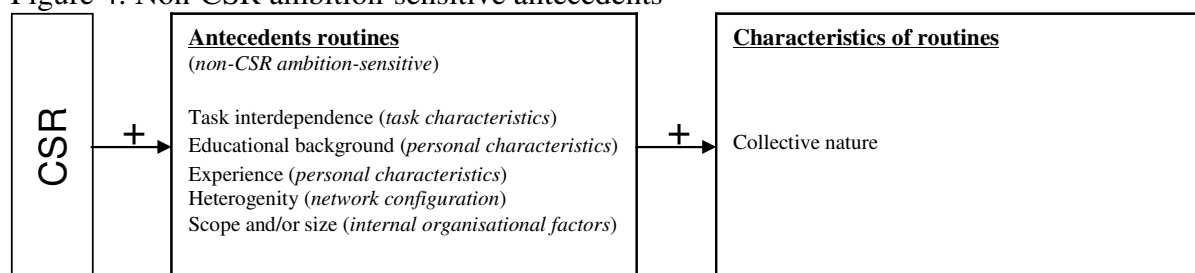 Figure 4: Non-CSR ambition-sensitive antecedents
CSR
+
Antecedents routines
(non-CSR ambition-sensitive)
Task interdependence (task characteristics)
Educational background (personal characteristics)
Experience (personal characteristics)
Heterogenity (network configuration)
Scope and/or size (internal organisational factors)
+
Characteristics of routines
Collective nature